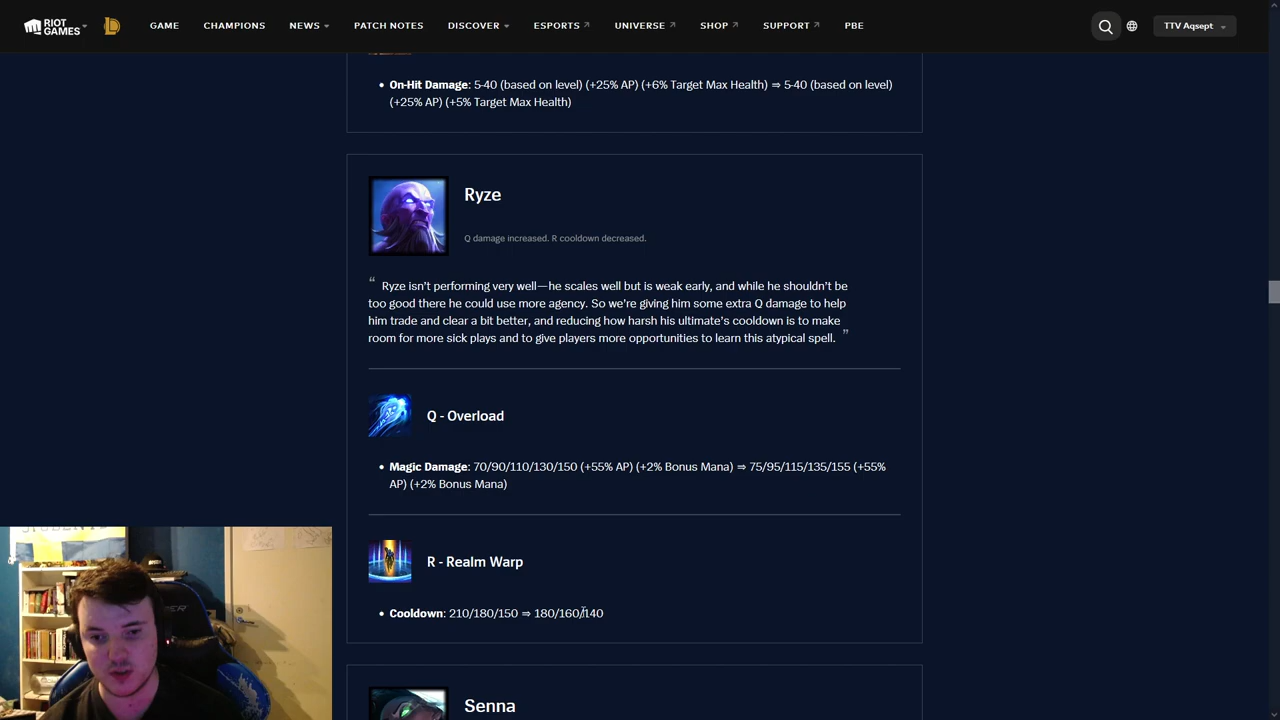 RIOT GAMES
GAME CHAMPIONS NEWS PATCH NOTES DISCOVER ESPORTS UNIVERSE SHOP SUPPORT PBE TTV Aqsept
• On-Hit Damage: 5-40 (based on level) (+25% AP) (+6% Target Max Health) ⇒ 5-40 (based on level)
(+25% AP) (+5% Target Max Health)
Ryze
Q damage increased. R cooldown decreased.
“ Ryze isn’t performing very well—he scales well but is weak early, and while he shouldn’t be
too good there he could use more agency. So we’re giving him some extra Q damage to help
him trade and clear a bit better, and reducing how harsh his ultimate’s cooldown is to make
room for more sick plays and to give players more opportunities to learn this atypical spell. ”
Q - Overload
• Magic Damage: 70/90/110/130/150 (+55% AP) (+2% Bonus Mana) ⇒ 75/95/115/135/155 (+55%
AP) (+2% Bonus Mana)
R - Realm Warp
• Cooldown: 210/180/150 ⇒ 180/160/140
Senna